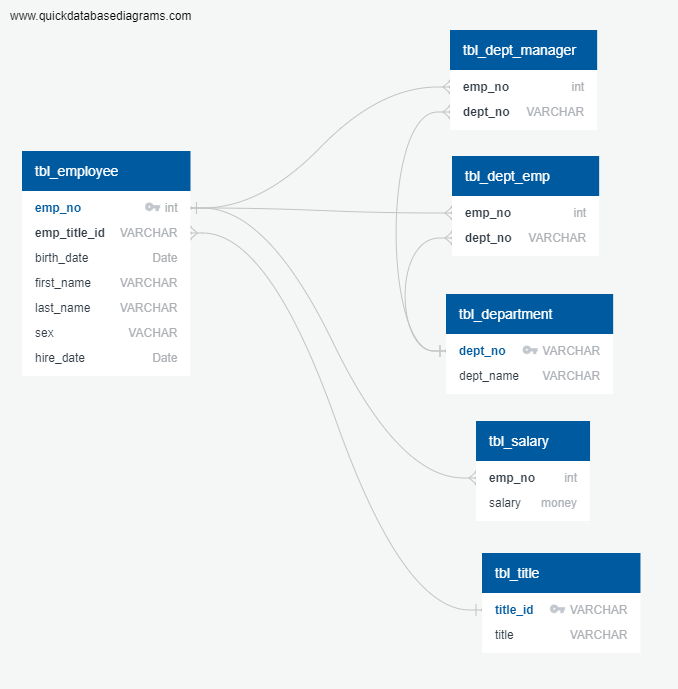 www.quickdatabasediagrams.com
tbl_employee
emp_no int
emp_title_id VARCHAR
birth_date Date
first_name VARCHAR
last_name VARCHAR
sex VACHAR
hire_date Date
tbl_dept_manager
emp_no int
dept_no VARCHAR
tbl_dept_emp
emp_no int
dept_no VARCHAR
tbl_department
dept_no VARCHAR
dept_name VARCHAR
tbl_salary
emp_no int
salary money
tbl_title
title_id VARCHAR
title VARCHAR